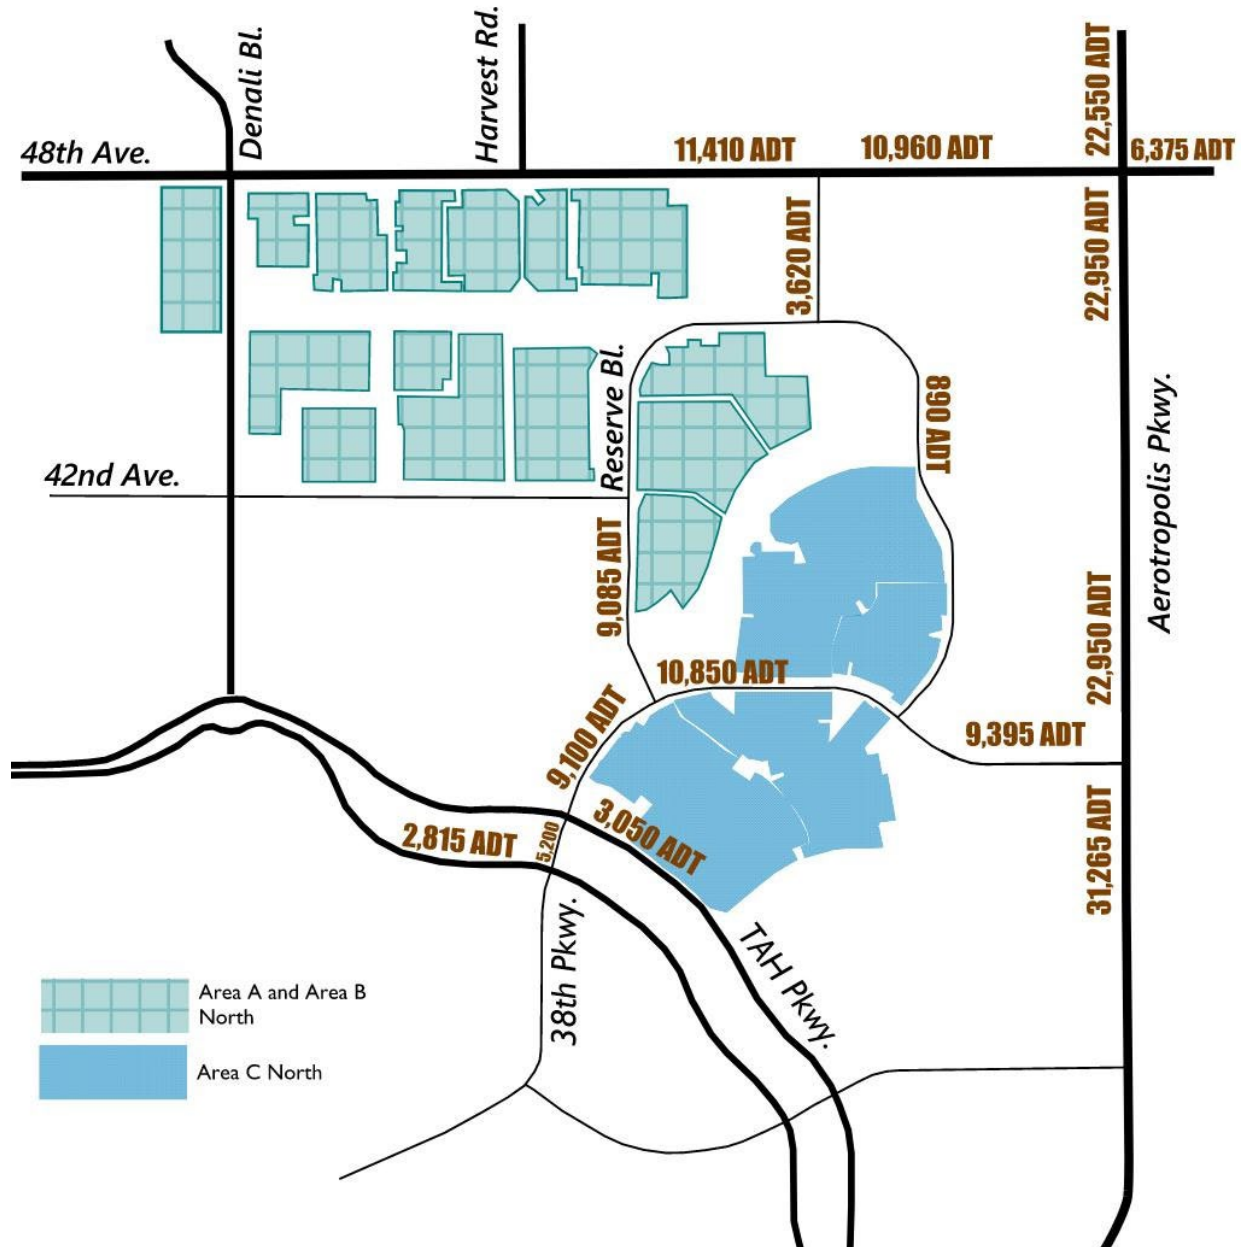 Denali Bl.
Harvest Rd.
22,550 ADT
48th Ave.
11,410 ADT
10,960 ADT
6,375 ADT
3,620 ADT
22,950 ADT
Reserve Bl.
890 ADT
Aerotropolis Pkwy.
42nd Ave.
9,085 ADT
22,950 ADT
10,850 ADT
9,100 ADT
9,395 ADT
3,050 ADT
2,815 ADT
5,200
31,265 ADT
38th Pkwy.
TAH Pkwy.
Area A and Area B
North
Area C North